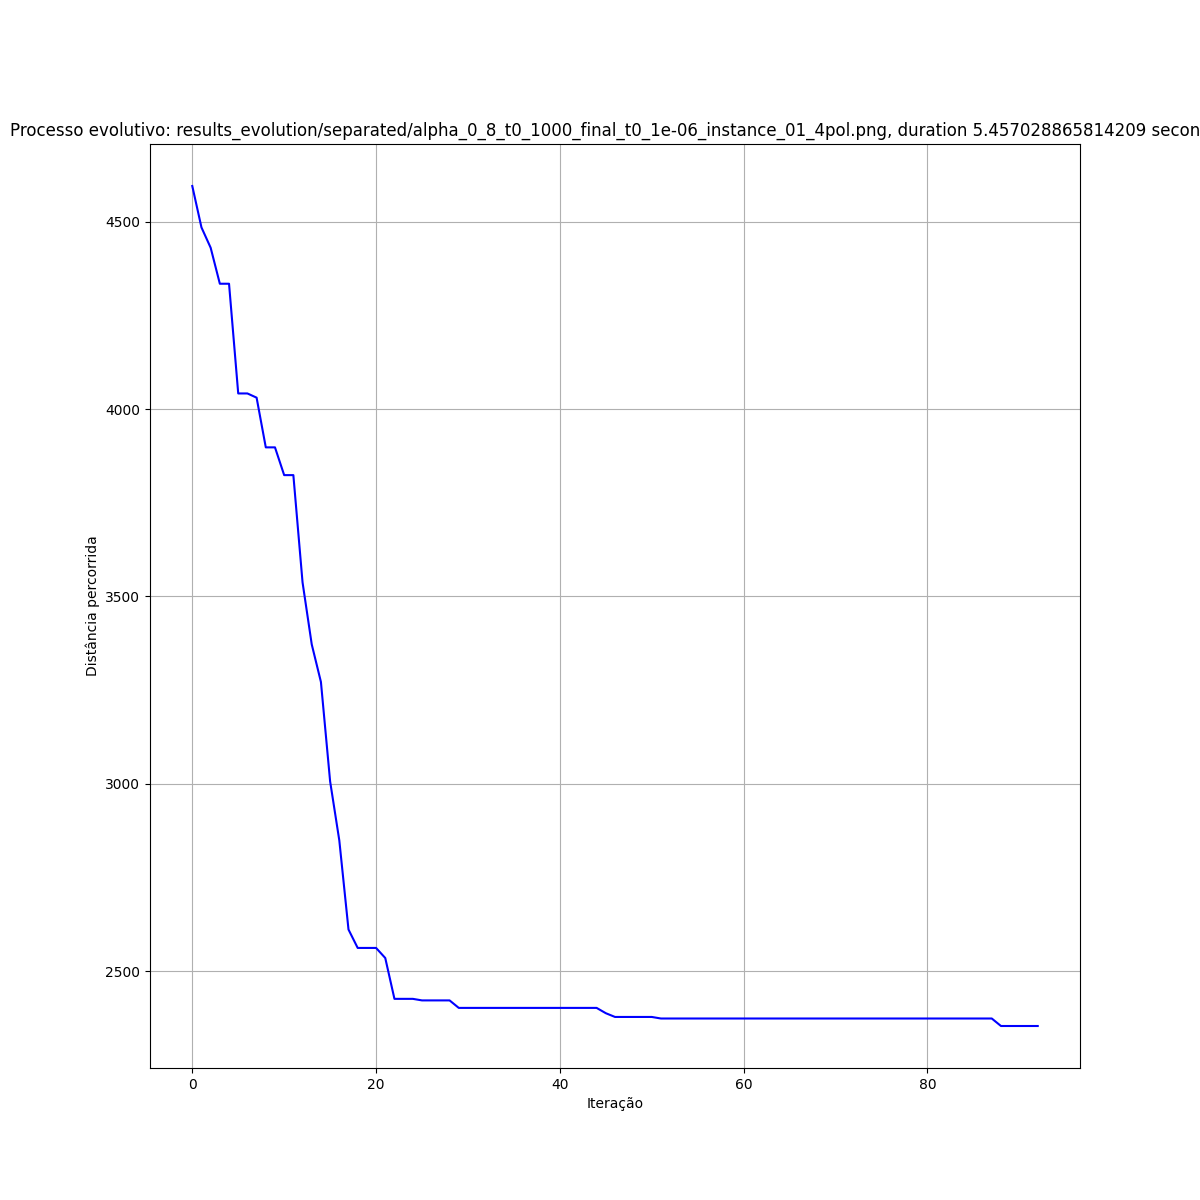 Processo evolutivo: results_evolution/separated/alpha_0_8_t0_1000_final_t0_1e-06_instance_01_4pol.png, duration 5.457028865814209 secon
4500
4000
3500
3000
2500
Distância percorrida
0 20 40 60 80
Iteração